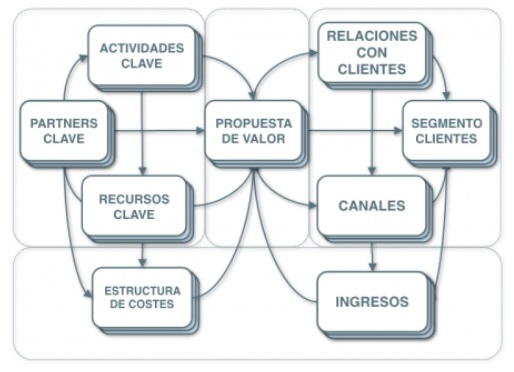 ACTIVIDADES
CLAVE
RELACIONES
CON
CLIENTES
PARTNERS
CLAVE
PROPUESTA
DE VALOR
SEGMENTO
CLIENTES
RECURSOS
CLAVE
CANALES
ESTRUCTURA
DE COSTES
INGRESOS